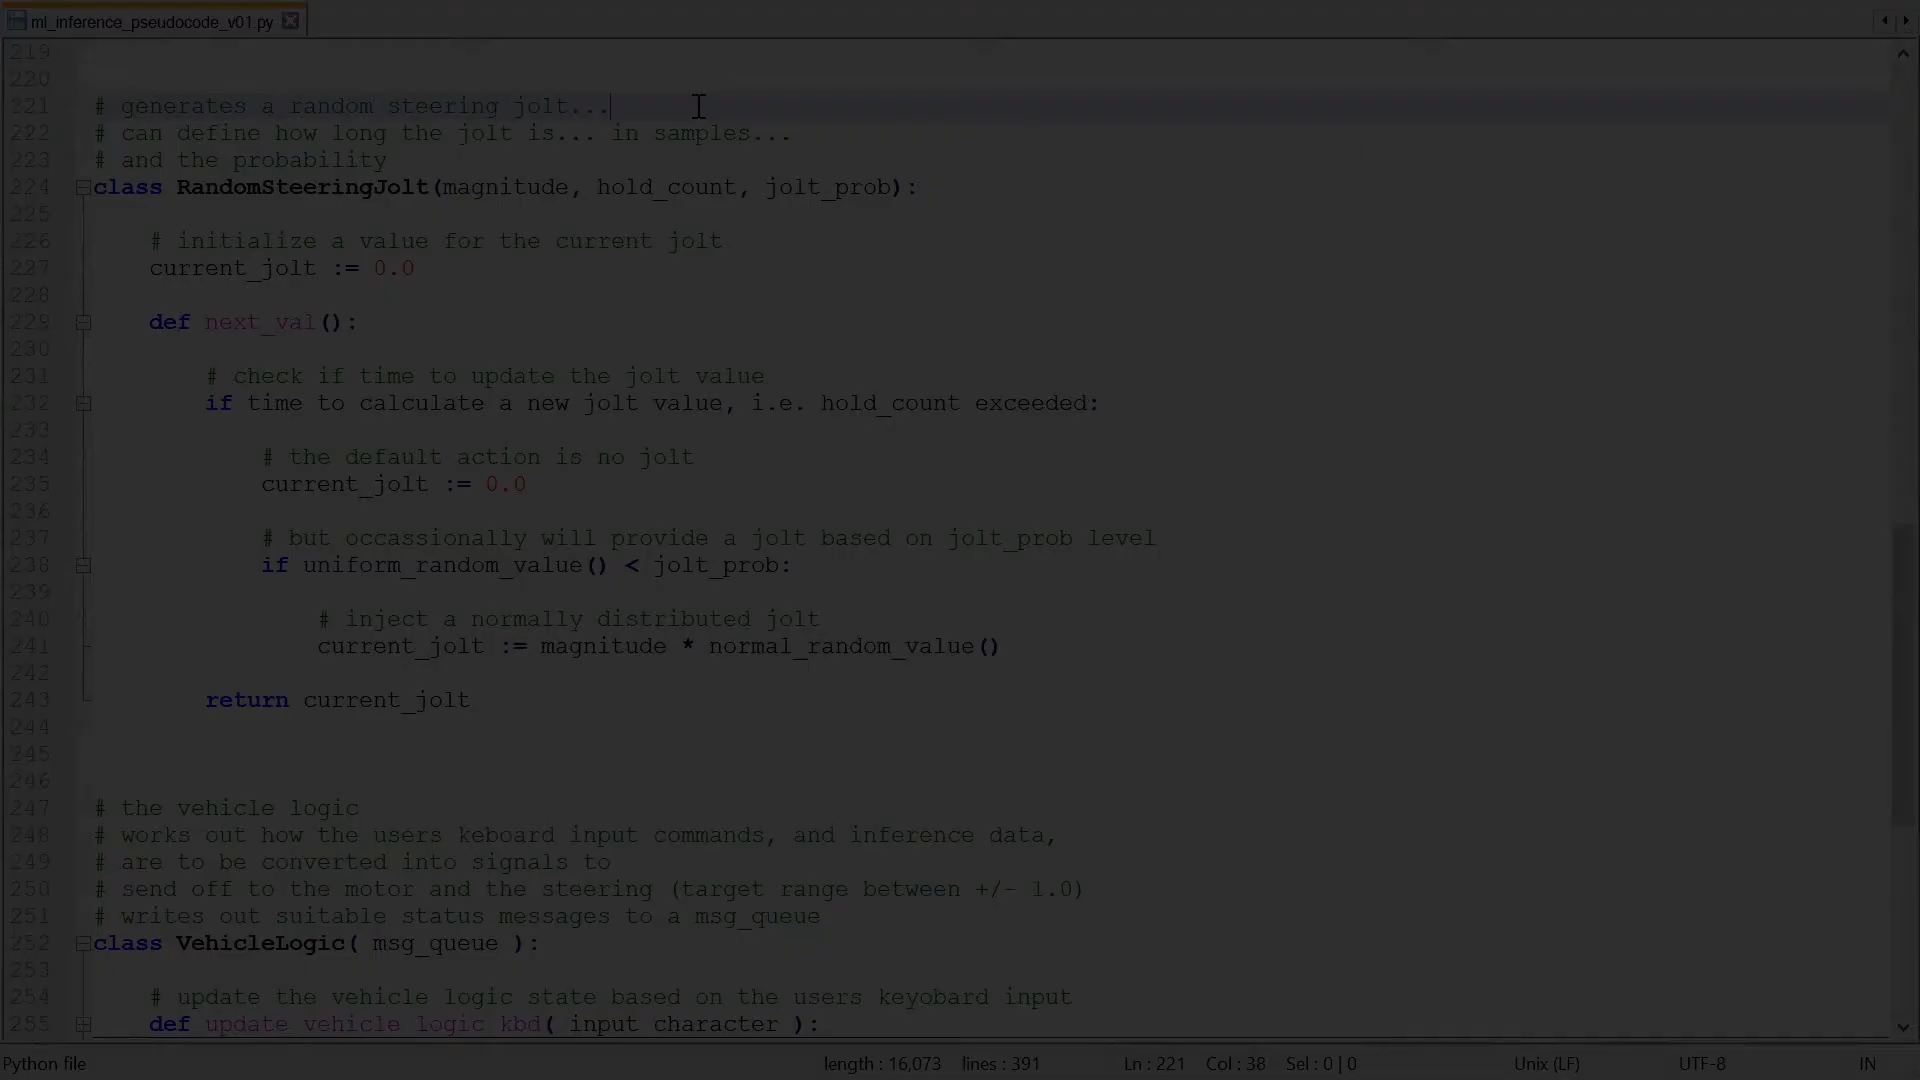 ml_inference_pseudocode_v01.py
219
220
221 # generates a random steering jolt...
222 # can define how long the jolt is... in samples...
223 # and the probability
224 class RandomSteeringJolt(magnitude, hold_count, jolt_prob):
225
226 # initialize a value for the current jolt
227 current_jolt := 0.0
228
229 def next_val():
230
231 # check if time to update the jolt value
232 if time to calculate a new jolt value, i.e. hold_count exceeded:
233
234 # the default action is no jolt
235 current_jolt := 0.0
236
237 # but occassionally will provide a jolt based on jolt_prob level
238 if uniform_random_value() < jolt_prob:
239
240 # inject a normally distributed jolt
241 current_jolt := magnitude * normal_random_value()
242
243 return current_jolt
244
245
246
247 # the vehicle logic
248 # works out how the users keboard input commands, and inference data,
249 # are to be converted into signals to
250 # send off to the motor and the steering (target range between +/- 1.0)
251 # writes out suitable status messages to a msg_queue
252 class VehicleLogic( msg_queue ):
253
254 # update the vehicle logic state based on the users keyobard input
255 def update_vehicle_logic_kbd( input_character ):
Python file length : 16,073 lines : 391 Ln : 221 Col : 38 Sel : 0 | 0 Unix (LF) UTF-8 IN